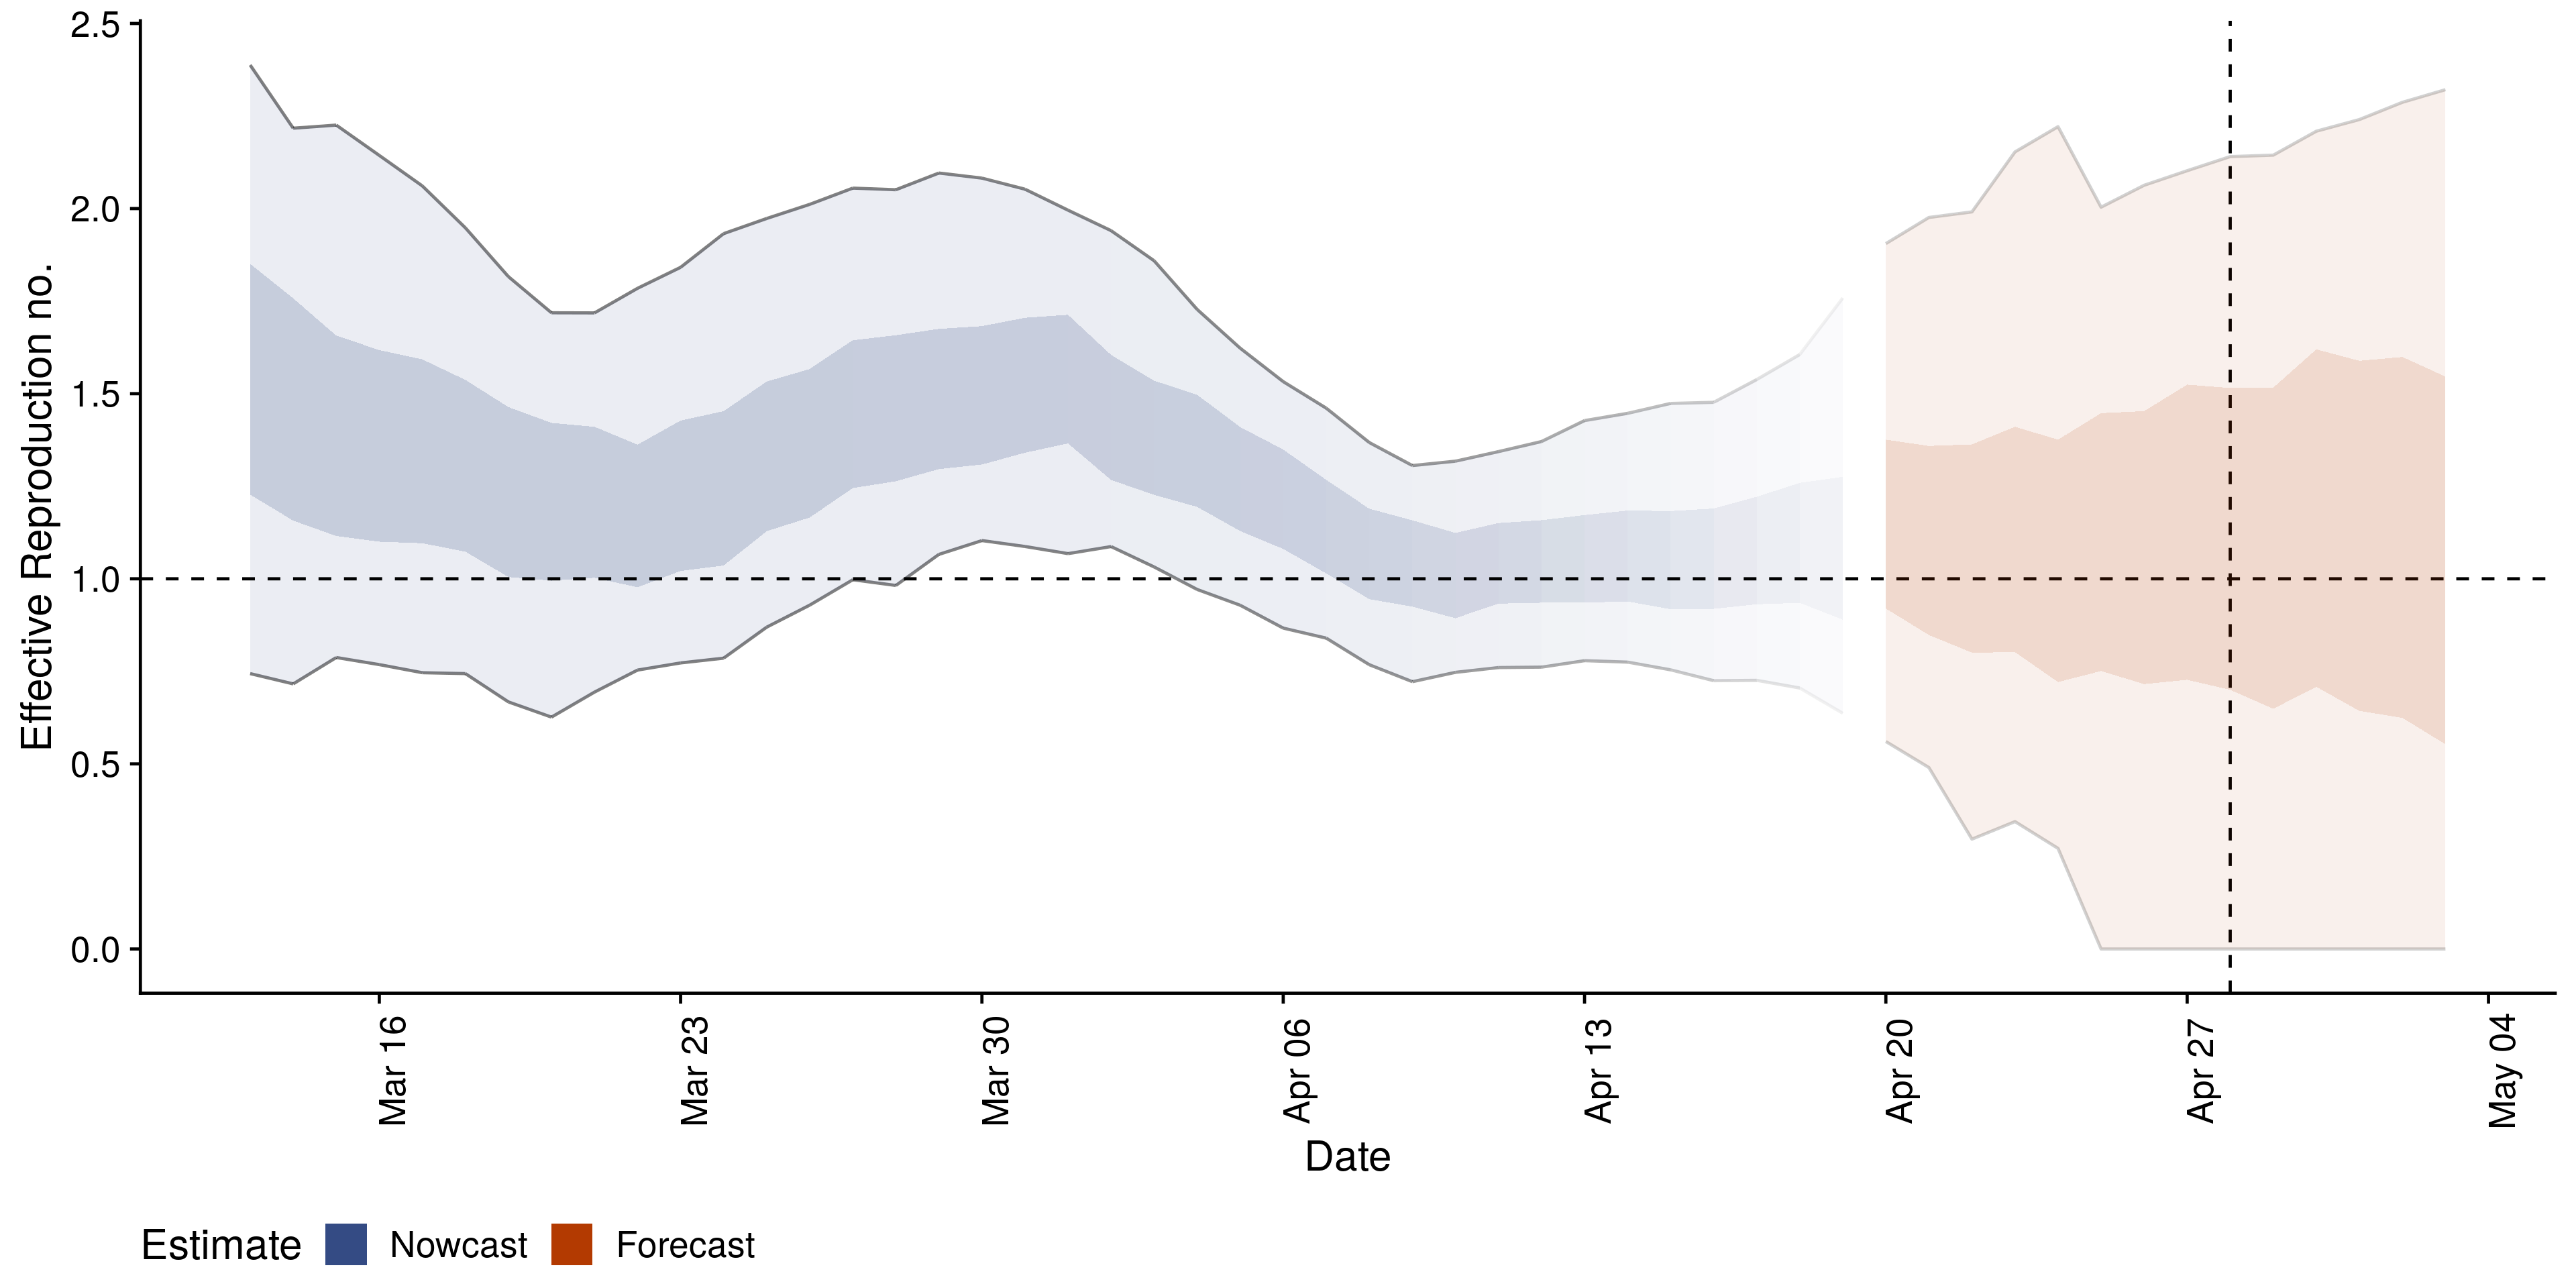 2.5
2.0
1.5
1.0
0.5
0.0
Effective Reproduction no.
Mar 16
Mar 23
Mar 30
Apr 06
Apr 13
Apr 20
Apr 27
May 04
Date
Estimate Nowcast Forecast